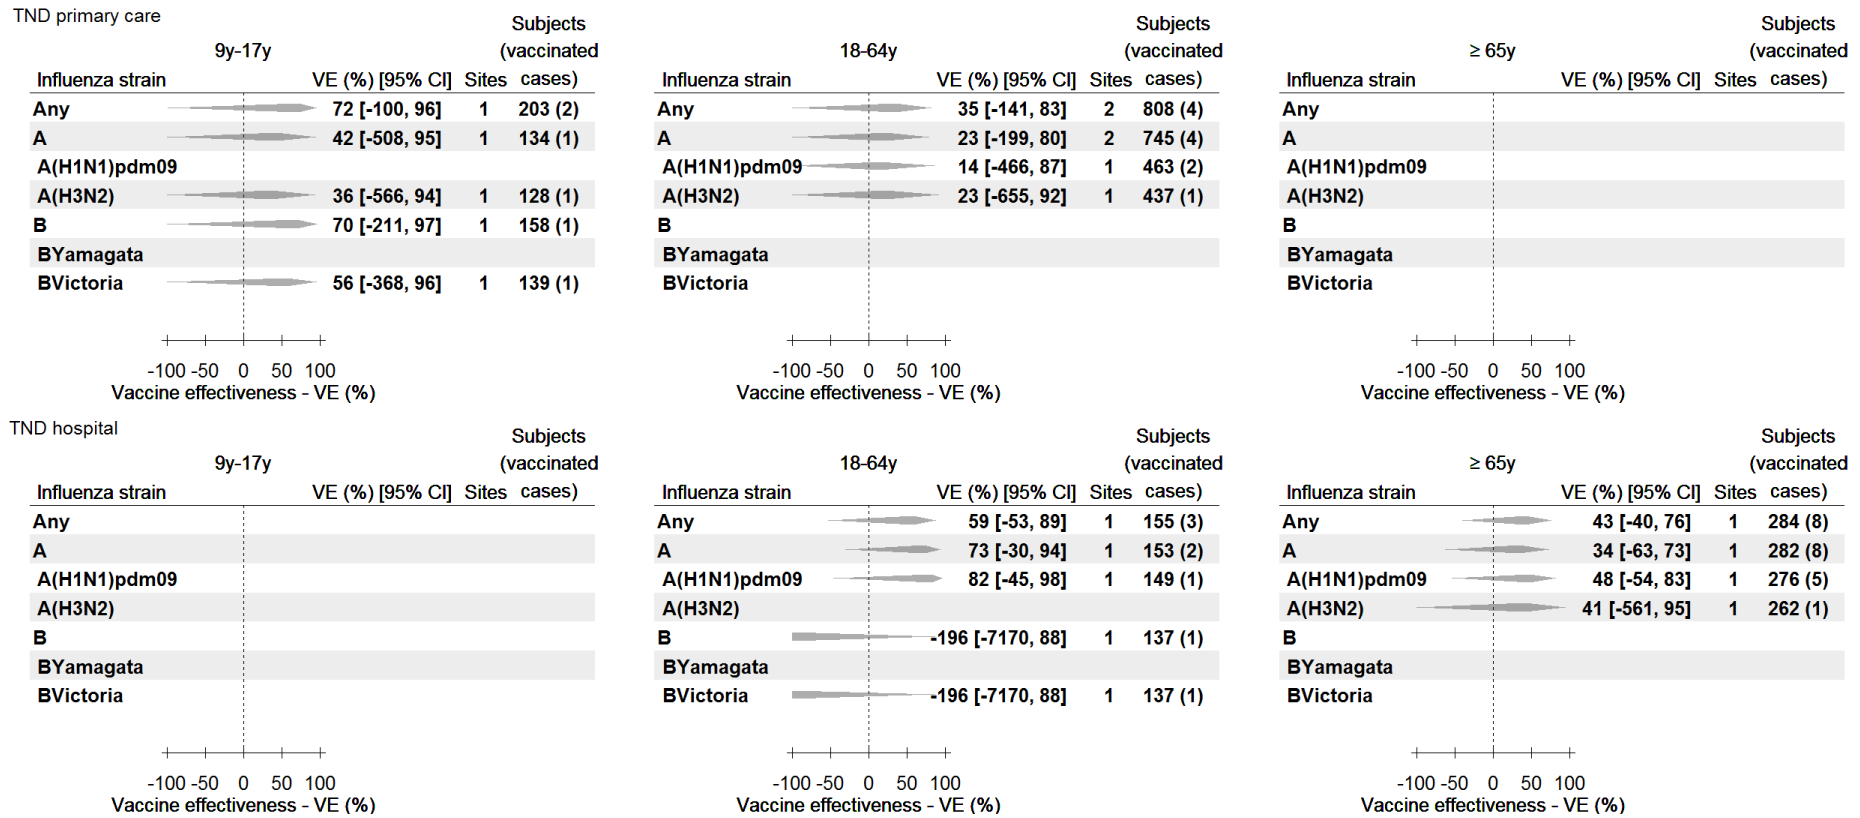 TND primary care
9y-17y
Subjects
(vaccinated
Influenza strain VE (%) [95% CI] Sites cases)
Any 72 [-100, 96] 1 203 (2)
A 42 [-508, 95] 1 134 (1)
A(H1N1)pdm09
A(H3N2) 36 [-566, 94] 1 128 (1)
B 70 [-211, 97] 1 158 (1)
BYamagata
BVictoria 56 [-368, 96] 1 139 (1)
-100 -50 0 50 100
Vaccine effectiveness - VE (%)
18-64y
Subjects
(vaccinated
Influenza strain VE (%) [95% CI] Sites cases)
Any 35 [-141, 83] 2 808 (4)
A 23 [-199, 80] 2 745 (4)
A(H1N1)pdm09 14 [-466, 87] 1 463 (2)
A(H3N2) 23 [-655, 92] 1 437 (1)
B
BYamagata
BVictoria
-100 -50 0 50 100
Vaccine effectiveness - VE (%)
≥ 65y
Subjects
(vaccinated
Influenza strain VE (%) [95% CI] Sites cases)
Any
A
A(H1N1)pdm09
A(H3N2)
B
BYamagata
BVictoria
-100 -50 0 50 100
Vaccine effectiveness - VE (%)
TND hospital
9y-17y
Subjects
(vaccinated
Influenza strain VE (%) [95% CI] Sites cases)
Any
A
A(H1N1)pdm09
A(H3N2)
B
BYamagata
BVictoria
-100 -50 0 50 100
Vaccine effectiveness - VE (%)
18-64y
Subjects
(vaccinated
Influenza strain VE (%) [95% CI] Sites cases)
Any 59 [-53, 89] 1 155 (3)
A 73 [-30, 94] 1 153 (2)
A(H1N1)pdm09 82 [-45, 98] 1 149 (1)
A(H3N2)
B -196 [-7170, 88] 1 137 (1)
BYamagata
BVictoria -196 [-7170, 88] 1 137 (1)
-100 -50 0 50 100
Vaccine effectiveness - VE (%)
≥ 65y
Subjects
(vaccinated
Influenza strain VE (%) [95% CI] Sites cases)
Any 43 [-40, 76] 1 284 (8)
A 34 [-63, 73] 1 282 (8)
A(H1N1)pdm09 48 [-54, 83] 1 276 (5)
A(H3N2) 41 [-561, 95] 1 262 (1)
B
BYamagata
BVictoria
-100 -50 0 50 100
Vaccine effectiveness - VE (%)